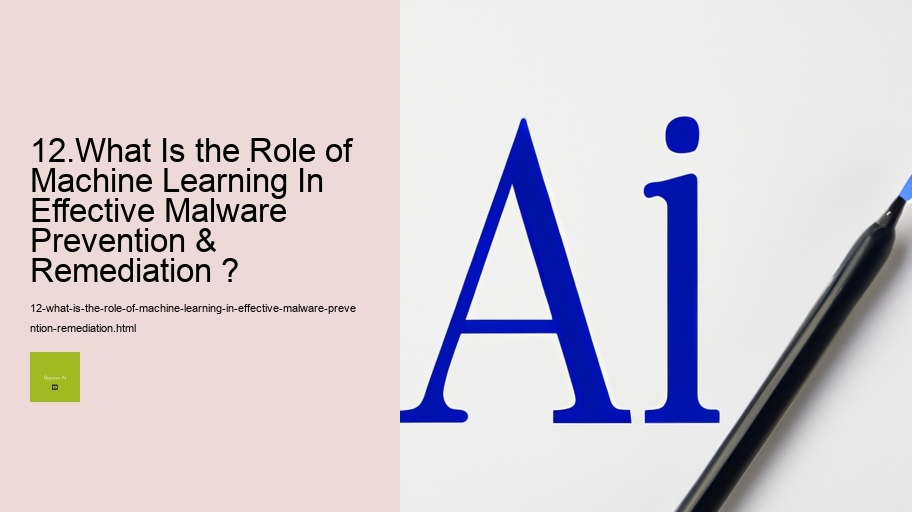 12.What Is the Role of
Machine Learning In
Effective Malware
Prevention &
Remediation ?
12-what-is-the-role-of-machine-learning-in-effective-malware-preve
ntion-remediation.html
Ai